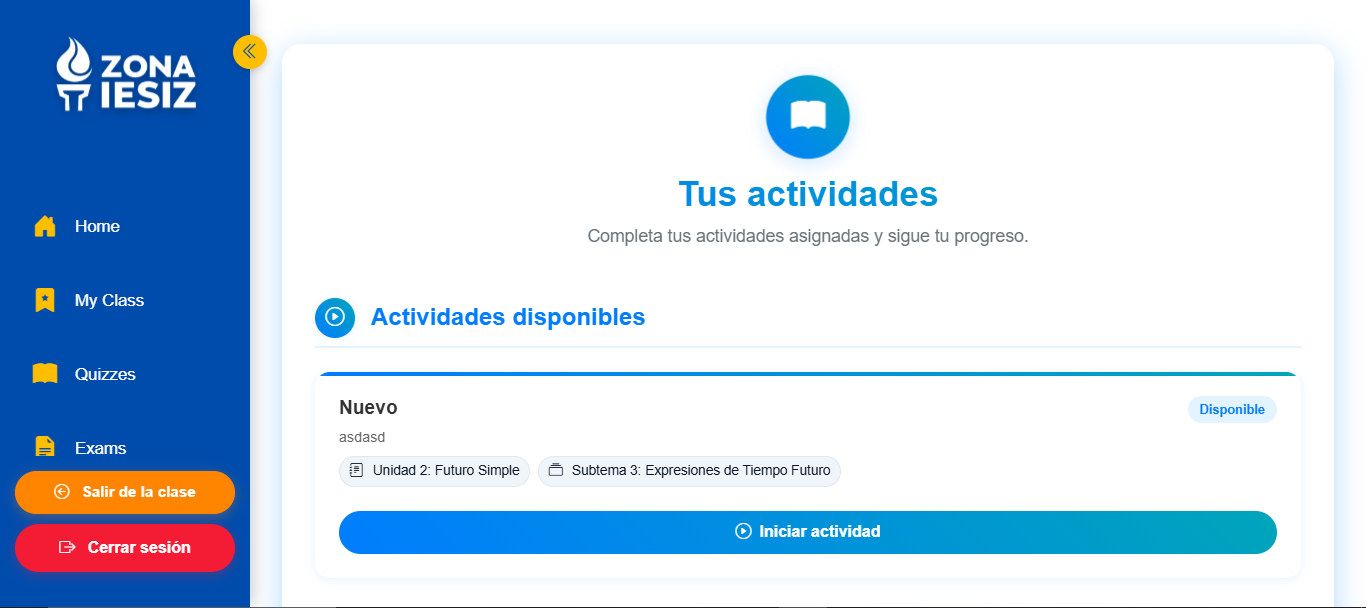 ZONA
IESIZ
Home
My Class
Quizzes
Exams
Salir de la clase
Cerrar sesión
Tus actividades
Completa tus actividades asignadas y sigue tu progreso.
Actividades disponibles
Nuevo
Disponible
asdasd
Unidad 2: Futuro Simple
Subtema 3: Expresiones de Tiempo Futuro
Iniciar actividad